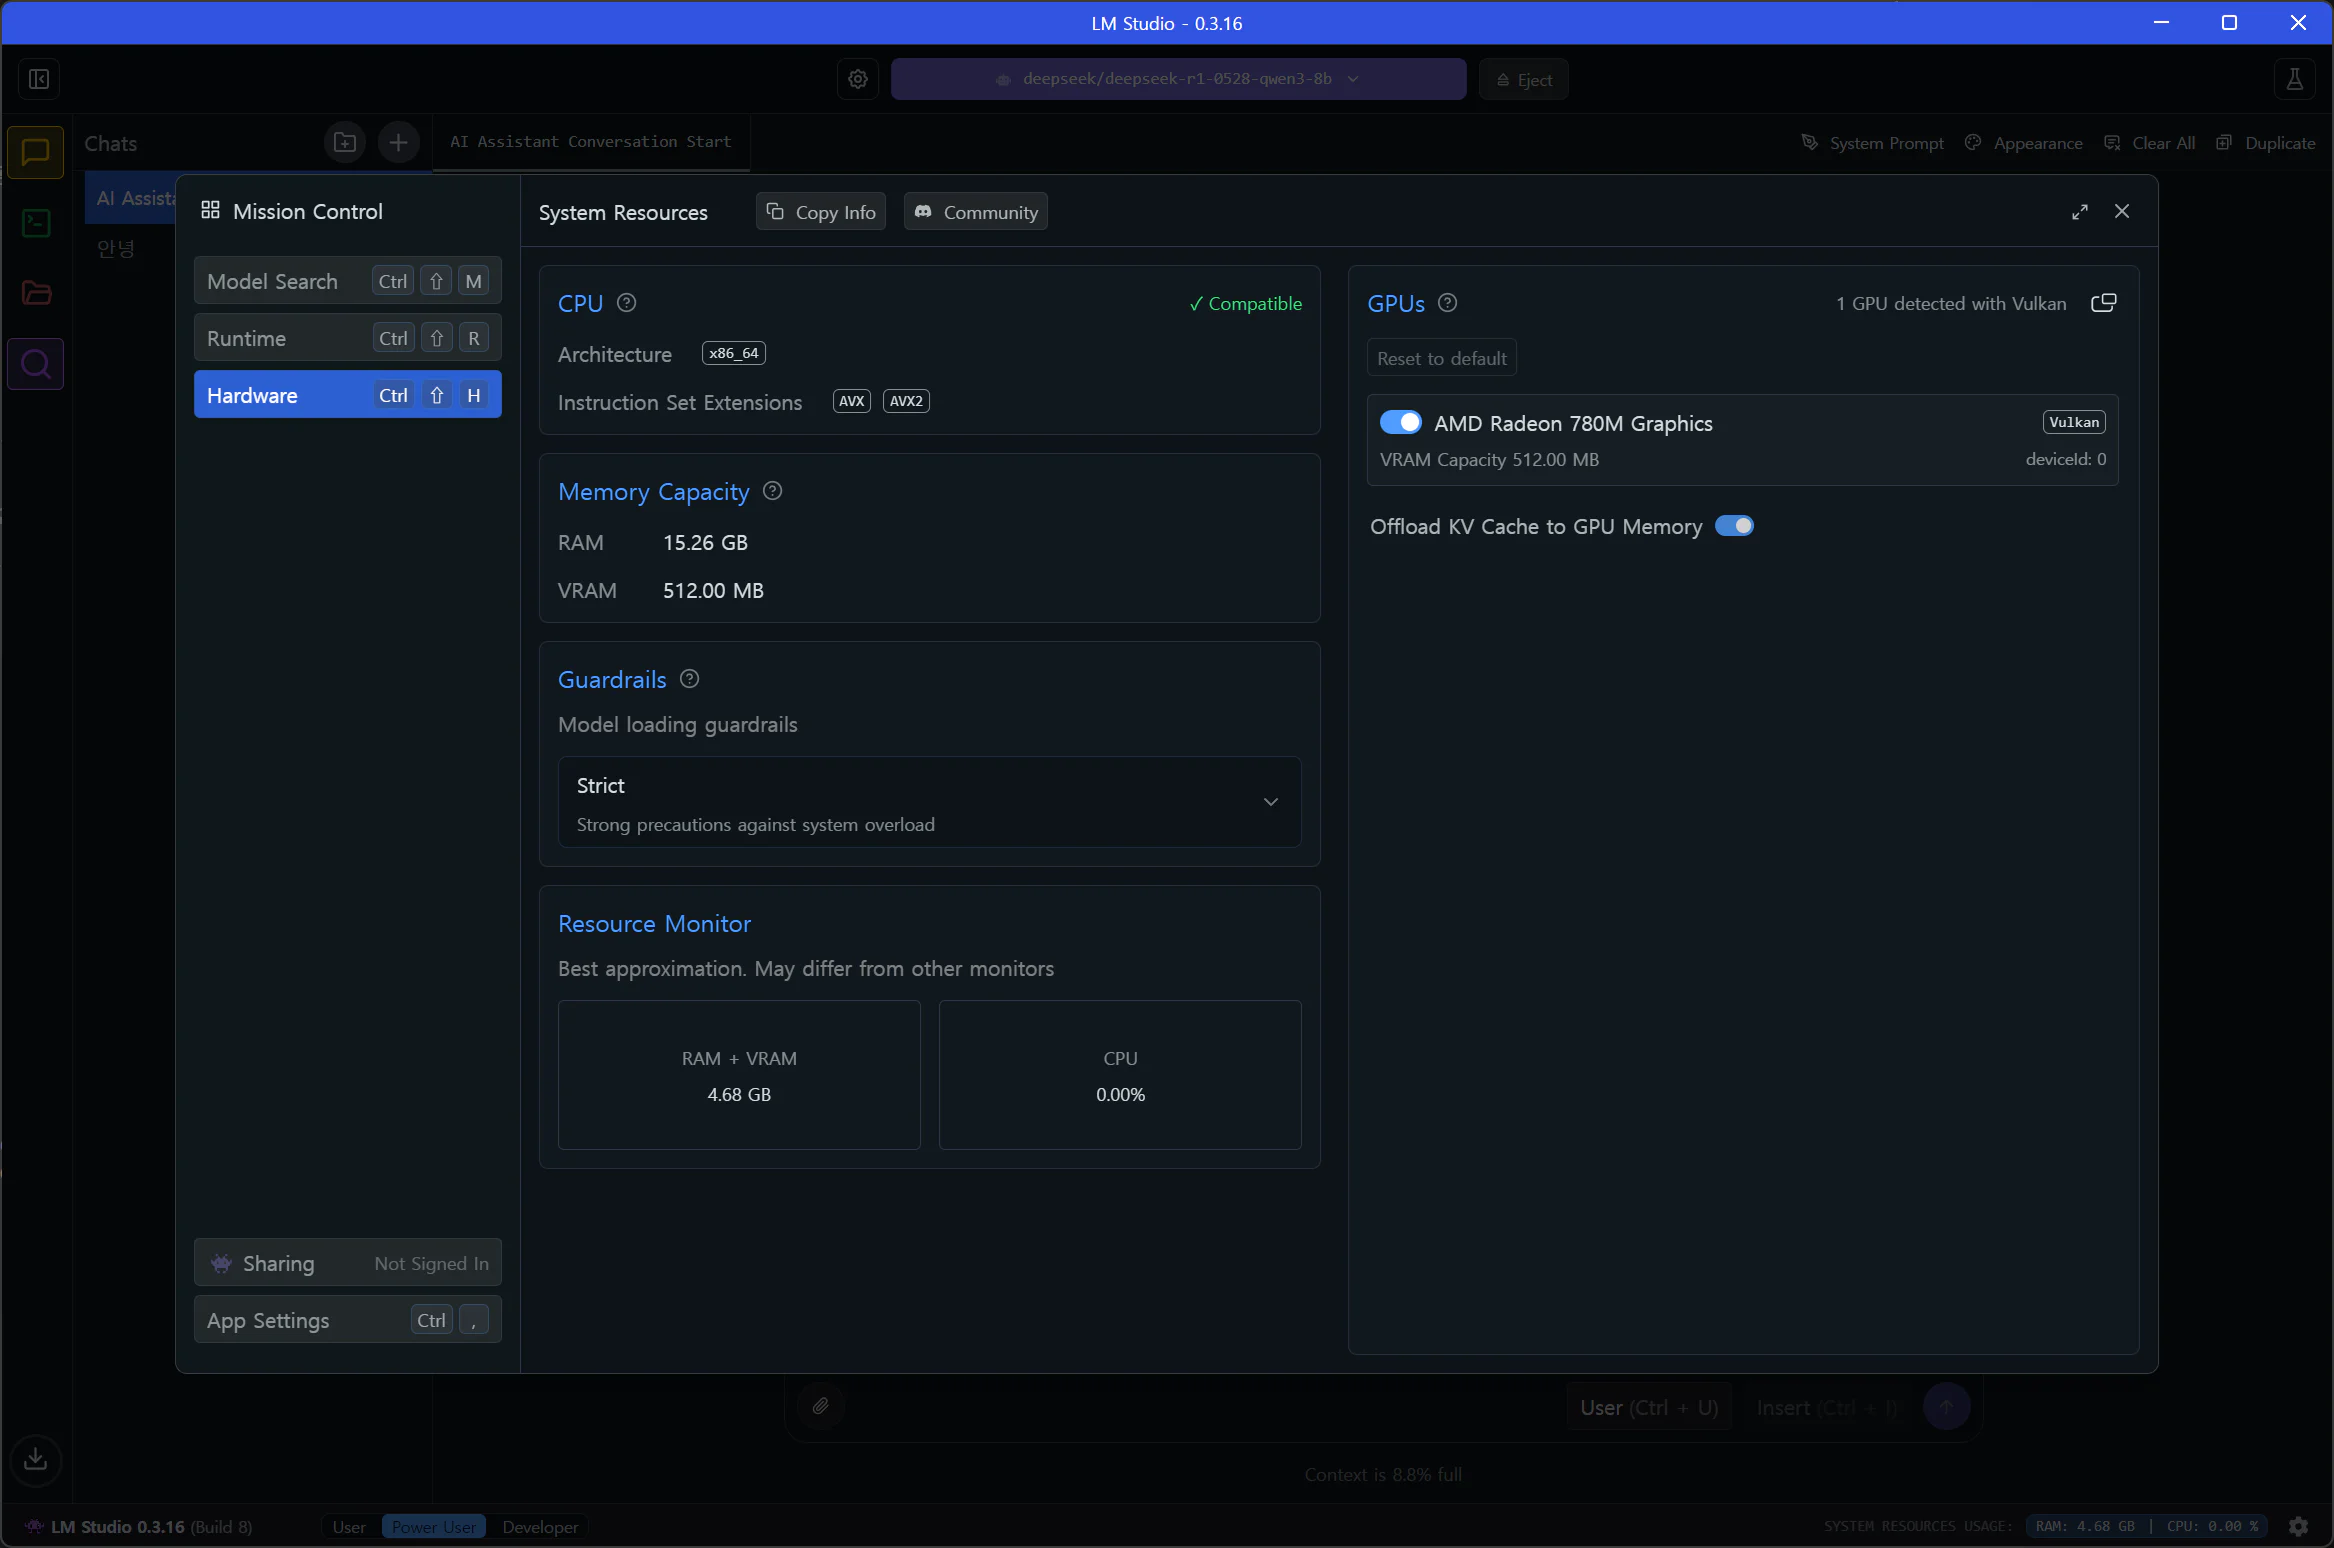 LM Studio - 0.3.16
deepseek/deepseek-r1-0528-qwen3-8b
Eject
Chats
AI Assistant Conversation Start
System Prompt
Appearance
Clear All
Duplicate
AI Assista
안녕
Mission Control
Model Search Ctrl ⇧ M
Runtime Ctrl ⇧ R
Hardware Ctrl ⇧ H
Sharing Not Signed In
App Settings Ctrl ,
System Resources
Copy Info
Community
CPU
✓ Compatible
Architecture x86_64
Instruction Set Extensions AVX AVX2
Memory Capacity
RAM 15.26 GB
VRAM 512.00 MB
Guardrails
Model loading guardrails
Strict
Strong precautions against system overload
Resource Monitor
Best approximation. May differ from other monitors
RAM + VRAM
4.68 GB
CPU
0.00%
GPUs
1 GPU detected with Vulkan
Reset to default
AMD Radeon 780M Graphics
Vulkan
VRAM Capacity 512.00 MB
deviceId: 0
Offload KV Cache to GPU Memory
User (Ctrl + U)
Insert (Ctrl + I)
Context is 8.8% full
LM Studio 0.3.16 (Build 8)
User
Power User
Developer
SYSTEM RESOURCES USAGE:
RAM: 4.68 GB | CPU: 0.00 %